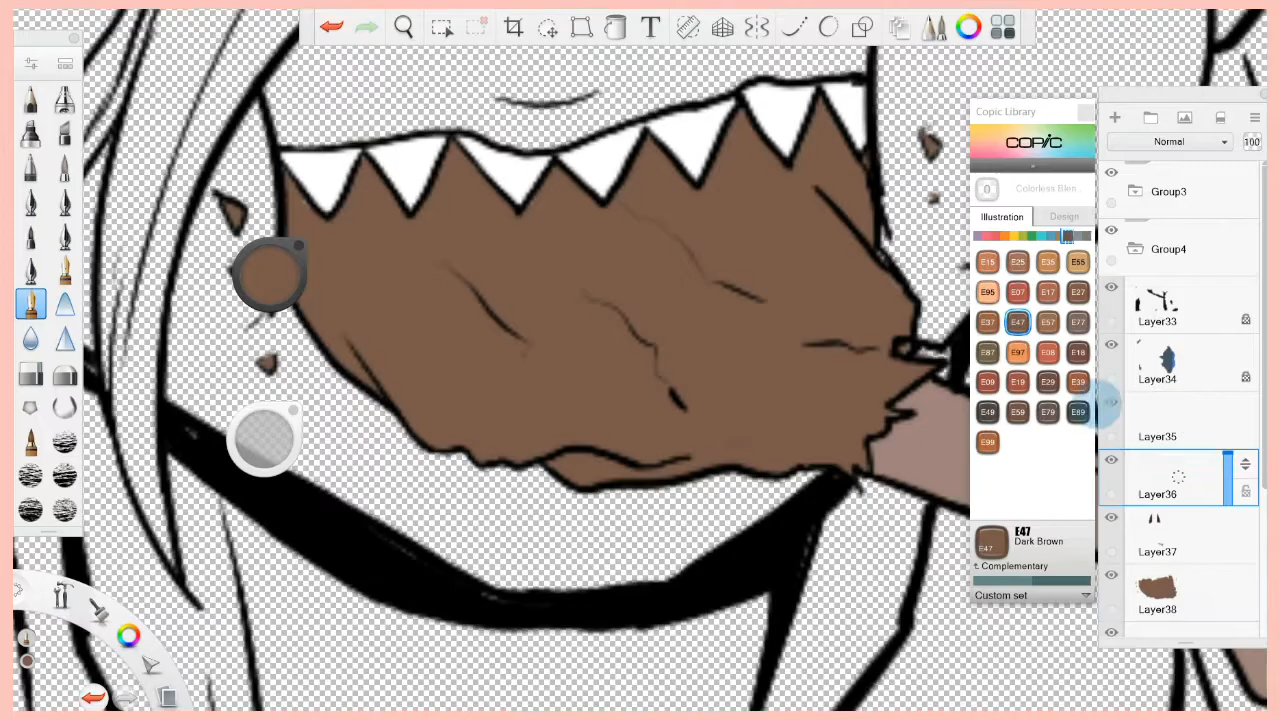 T
Copic Library
COPIC
Normal
100
0 Colorless Blen..
Group3
Illustration Design
Group4
E15 E25 E35 E55
E95 E07 E17 E27
Layer33
E37 E47 E57 E77
E87 E97 E08 E18
Layer34
E09 E19 E29 E39
E49 E59 E79 E89
Layer35
E99
Layer36
E47
E47 Dark Brown
Layer37
Complementary
Custom set
Layer38